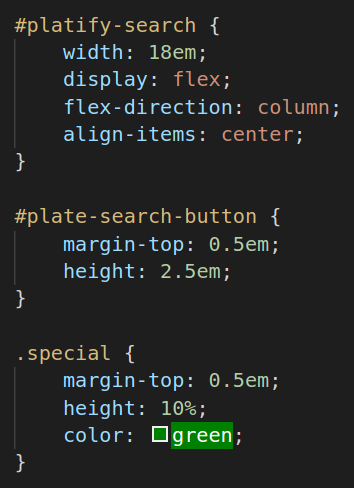 #platify-search {
    width: 18em;
    display: flex;
    flex-direction: column;
    align-items: center;
}

#plate-search-button {
    margin-top: 0.5em;
    height: 2.5em;
}

.special {
    margin-top: 0.5em;
    height: 10%;
    color: green;
}